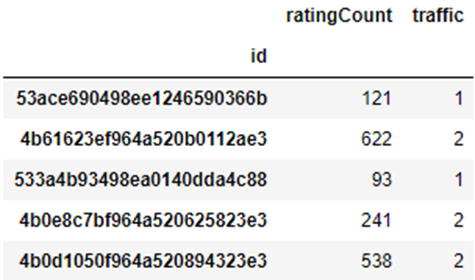 ratingCount traffic
id
53ace690498ee1246590366b 121 1
4b61623ef964a520b0112ae3 622 2
533a4b93498ea0140dda4c88 93 1
4b0e8c7bf964a520625823e3 241 2
4b0d1050f964a520894323e3 538 2